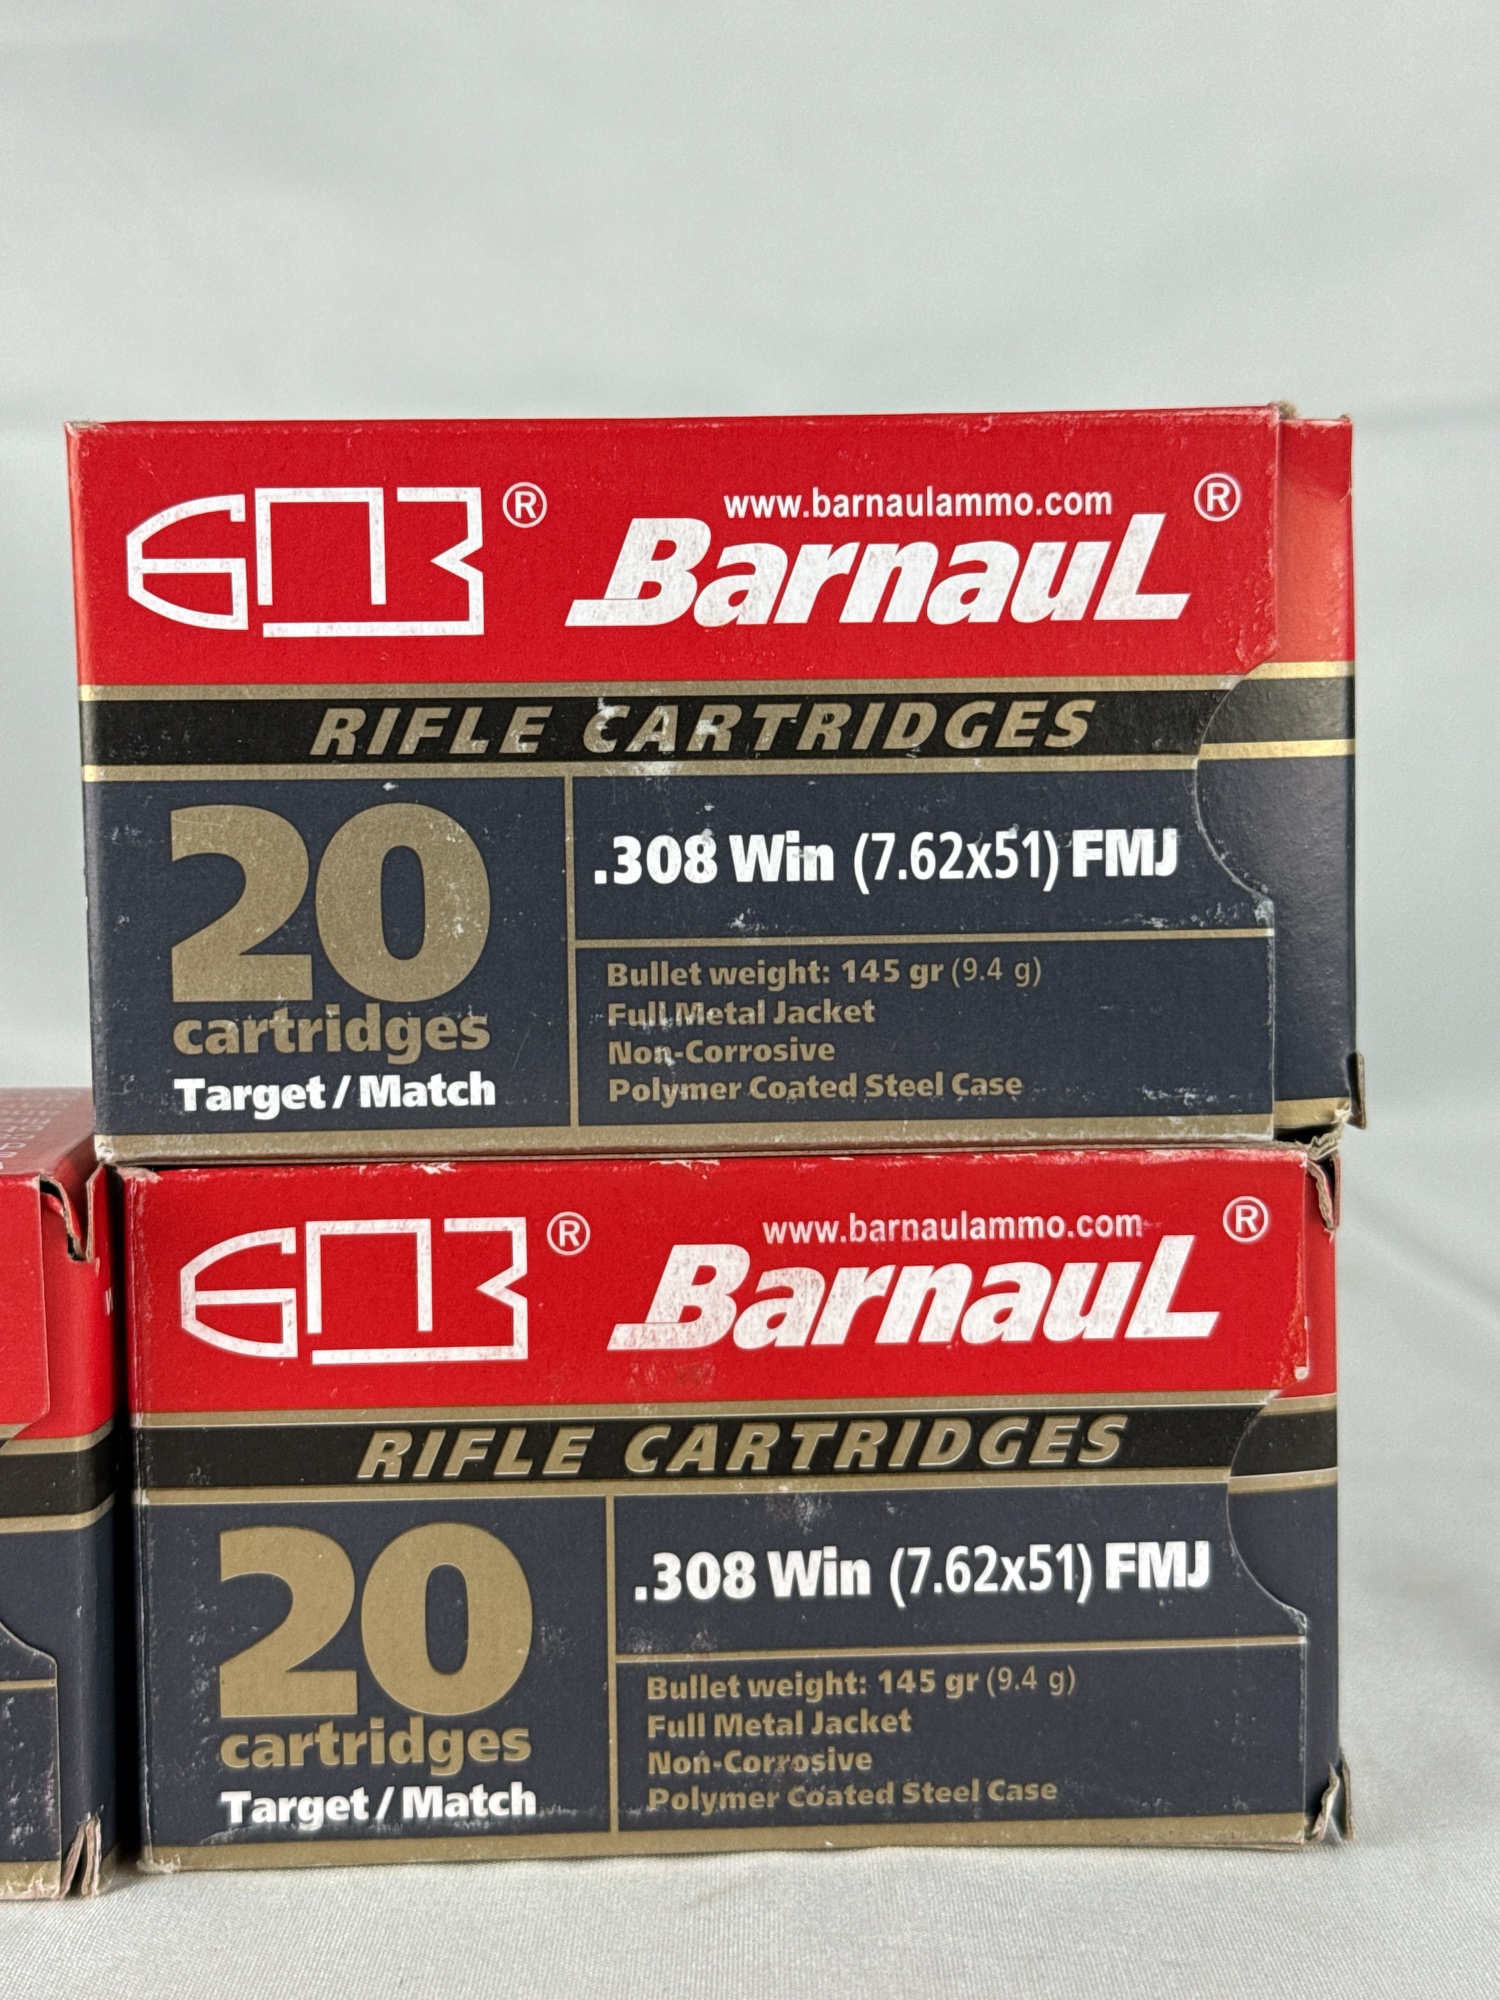 БПЗ ® www.barnaulammo.com ®
BarnauL
RIFLE CARTRIDGES
20
cartridges
Target / Match
.308 Win (7.62x51) FMJ
Bullet weight: 145 gr (9.4 g)
Full Metal Jacket
Non-Corrosive
Polymer Coated Steel Case
БПЗ ® www.barnaulammo.com ®
BarnauL
RIFLE CARTRIDGES
20
cartridges
Target / Match
.308 Win (7.62x51) FMJ
Bullet weight: 145 gr (9.4 g)
Full Metal Jacket
Non-Corrosive
Polymer Coated Steel Case